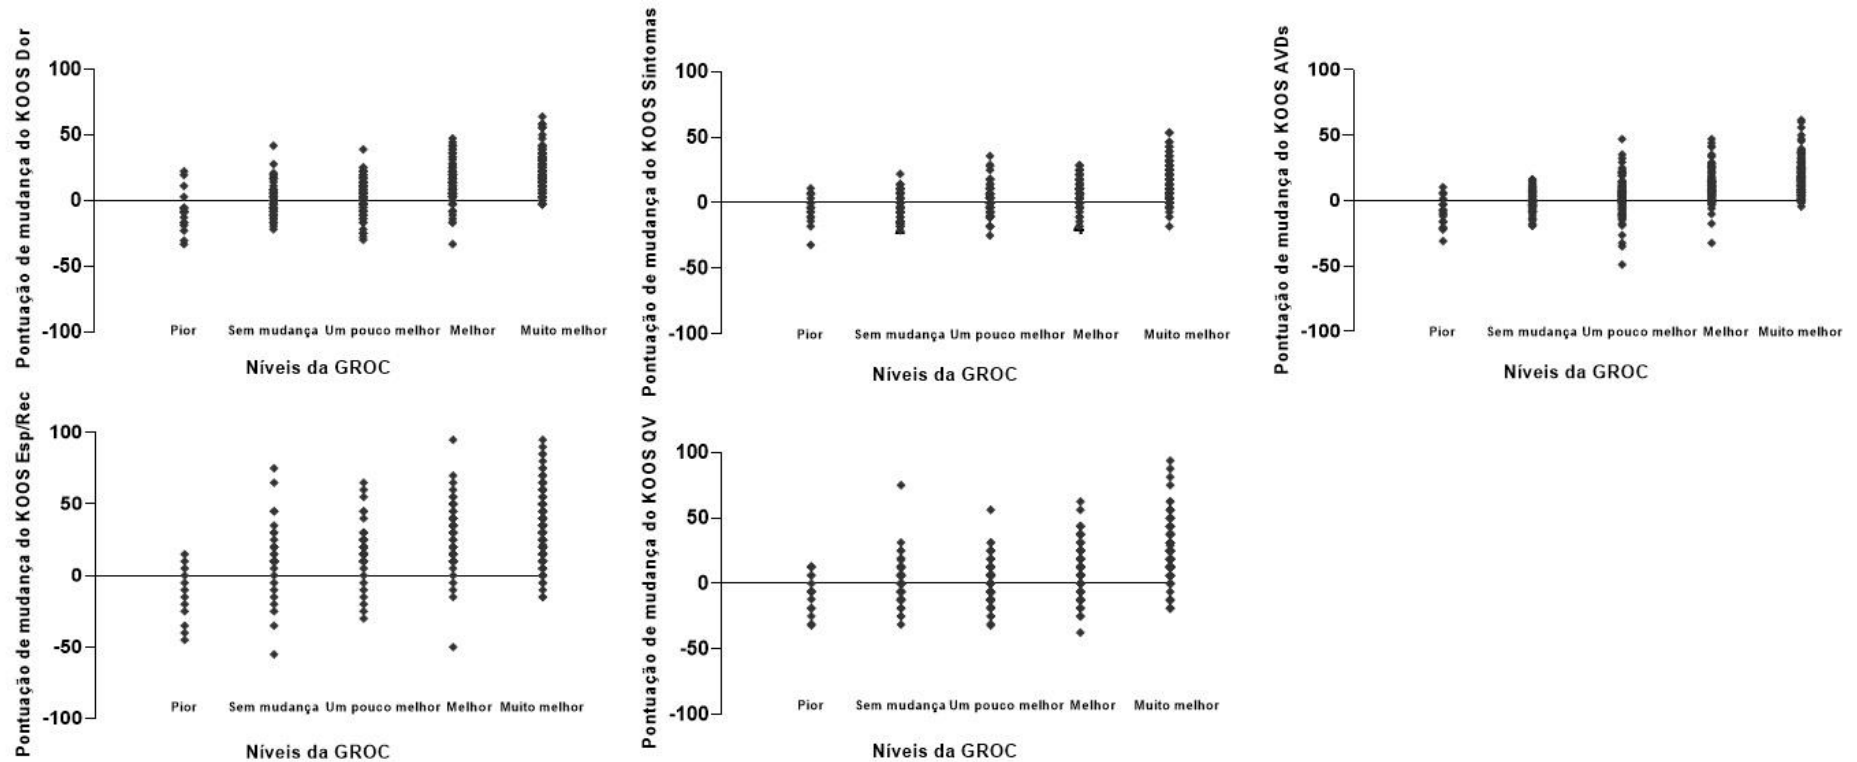 Pontuação de mudança do KOOS Dor
100
50
0
-50
-100
Pior Sem mudança Um pouco melhor Melhor Muito melhor
Níveis da GROC
Pontuação de mudança do KOOS Sintomas
100
50
0
-50
-100
Pior Sem mudança Um pouco melhor Melhor Muito melhor
Níveis da GROC
Pontuação de mudança do KOOS AVDs
100
50
0
-50
-100
Pior Sem mudança Um pouco melhor Melhor Muito melhor
Níveis da GROC
Pontuação de mudança do KOOS Esp/Rec
100
50
0
-50
-100
Pior Sem mudança Um pouco melhor Melhor Muito melhor
Níveis da GROC
Pontuação de mudança do KOOS QV
100
50
0
-50
-100
Pior Sem mudança Um pouco melhor Melhor Muito melhor
Níveis da GROC